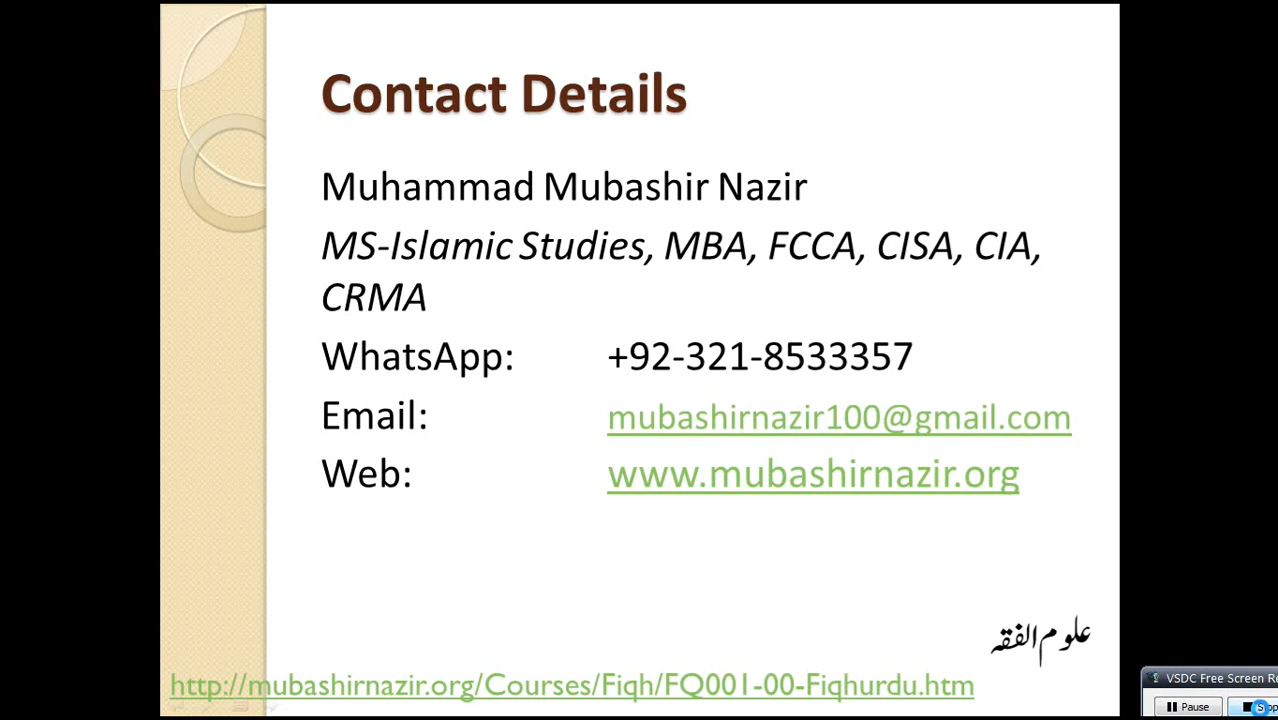 Contact Details
Muhammad Mubashir Nazir
MS-Islamic Studies, MBA, FCCA, CISA, CIA,
CRMA
WhatsApp: +92-321-8533357
Email: mubashirnazir100@gmail.com
Web: www.mubashirnazir.org
علوم الفقہ
http://mubashirnazir.org/Courses/Fiqh/FQ001-00-Fiqhurdu.htm
VSDC Free Screen Re
Pause